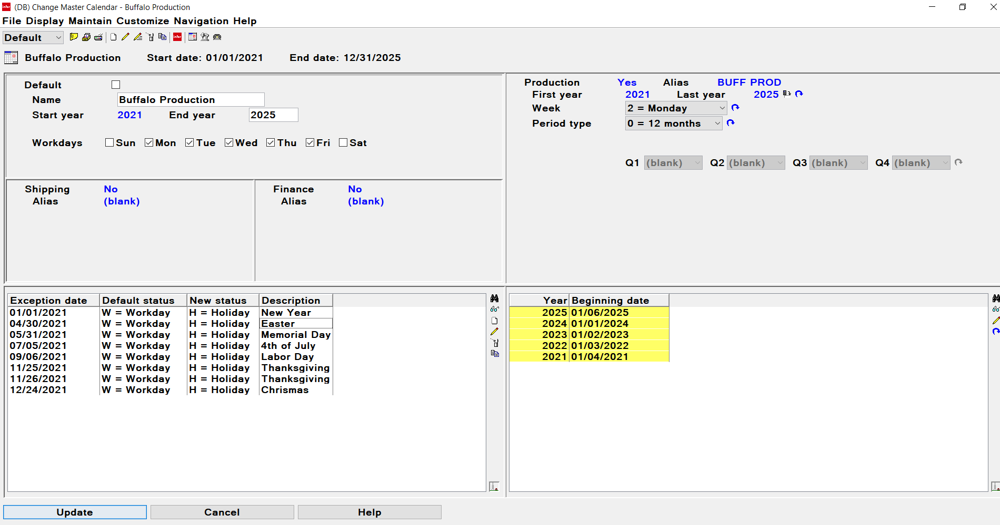 infor (DB) Change Master Calendar - Buffalo Production
File Display Maintain Customize Navigation Help
Default infor
Buffalo Production Start date: 01/01/2021 End date: 12/31/2025
Default
Name Buffalo Production
Start year 2021 End year 2025
Workdays Sun Mon Tue Wed Thu Fri Sat
Production Yes Alias BUFF PROD
First year 2021 Last year 2025
Week 2 = Monday
Period type 0 = 12 months
Q1 (blank) Q2 (blank) Q3 (blank) Q4 (blank)
Shipping No
Alias (blank)
Finance No
Alias (blank)
Exception date Default status New status Description
01/01/2021 W = Workday H = Holiday New Year
04/30/2021 W = Workday H = Holiday Easter
05/31/2021 W = Workday H = Holiday Memorial Day
07/05/2021 W = Workday H = Holiday 4th of July
09/06/2021 W = Workday H = Holiday Labor Day
11/25/2021 W = Workday H = Holiday Thanksgiving
11/26/2021 W = Workday H = Holiday Thanksgiving
12/24/2021 W = Workday H = Holiday Chrismas
Year Beginning date
2025 01/06/2025
2024 01/01/2024
2023 01/02/2023
2022 01/03/2022
2021 01/04/2021
Update Cancel Help